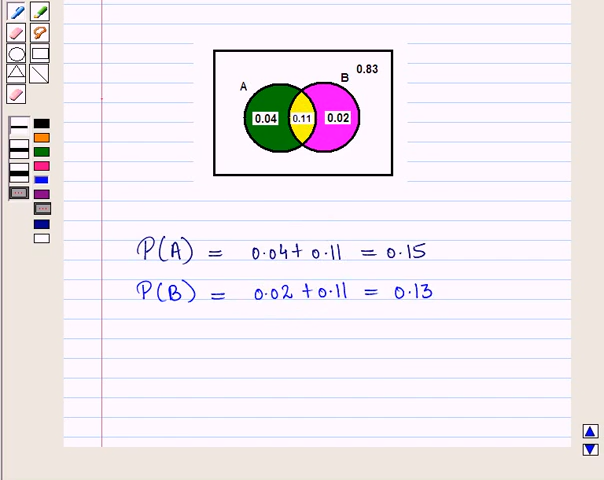 0.83
A
B
0.04
0.11
0.02
P(A) = 0.04 + 0.11 = 0.15
P(B) = 0.02 + 0.11 = 0.13